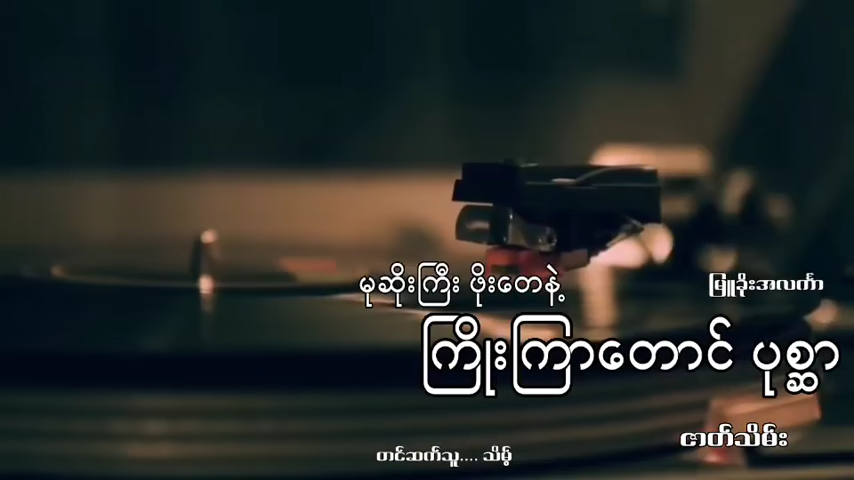 မုဆိုးကြီး ဖိုးတေနဲ့
မြူခိုးအလင်္ကာ
ကြိုးကြာတောင် ပုစ္ဆာ
ဇာတ်သိမ်း
တင်ဆက်သူ.... သိမ့်